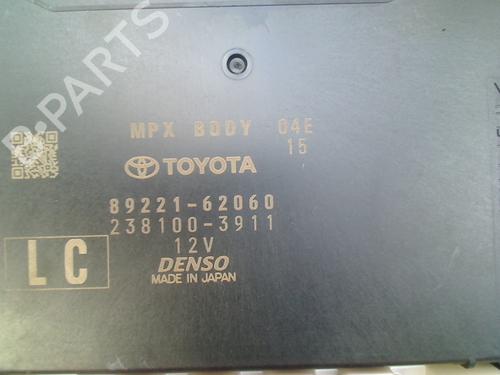 B-PARTS
MPX BODY 04E
15
TOYOTA
89221-62060
238100-3911
12V
LC
DENSO
MADE IN JAPAN